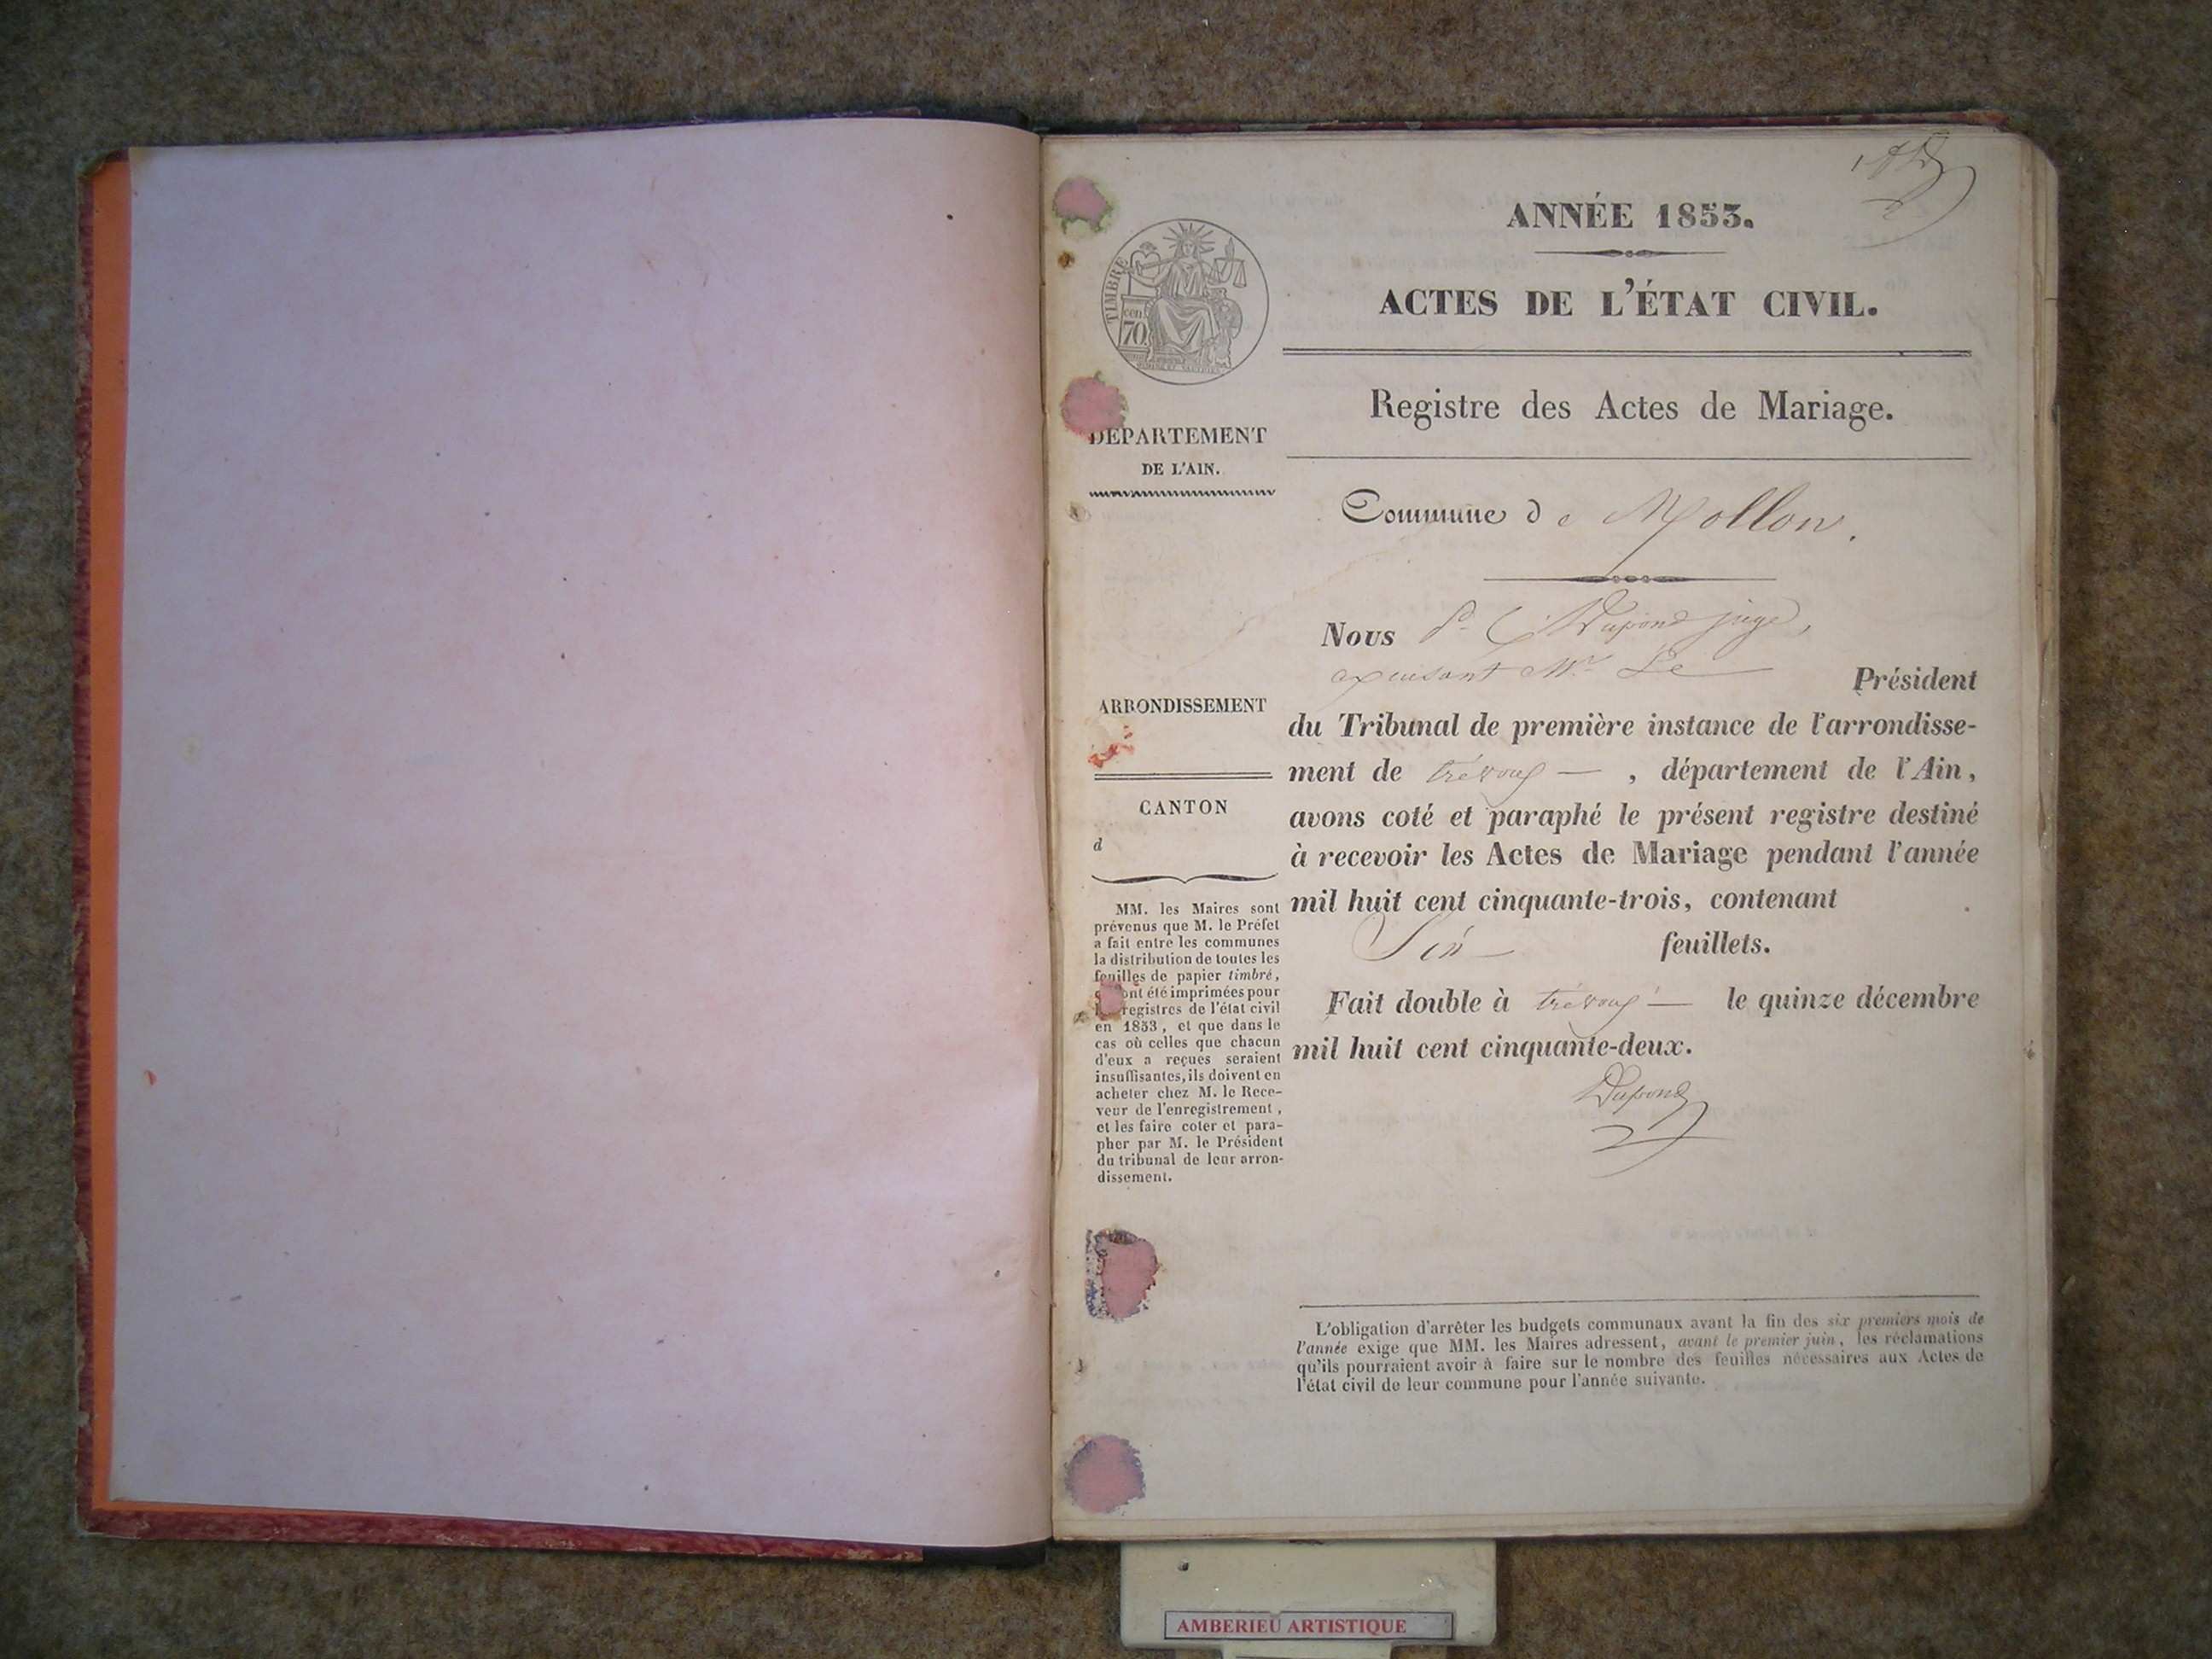 ANNÉE 1853.
ACTES DE L'ÉTAT CIVIL.
Registre des Actes de Mariage.
TIMBRE
cen.
70
DÉPARTEMENT
DE L'AIN.
Commune de Mollon.
ARRONDISSEMENT
CANTON
d
MM. les Maires sont
prévenus que M. le Préfet
a fait entre les communes
la distribution de toutes les
feuilles de papier timbré,
ont été imprimées pour
registres de l'état civil
en 1853, et que dans le
cas où celles que chacun
d'eux a reçues seraient
insuffisantes, ils doivent en
acheter chez M. le Rece-
veur de l'enregistrement,
et les faire coter et para-
pher par M. le Président
du tribunal de leur arron-
dissement.
Nous Dupond juge,
Mr Le Président
du Tribunal de première instance de l'arrondisse-
ment de trévoux — , département de l'Ain,
avons coté et paraphé le présent registre destiné
à recevoir les Actes de Mariage pendant l'année
mil huit cent cinquante-trois, contenant
feuillets.
Fait double à trévoux — le quinze décembre
mil huit cent cinquante-deux.
Dupond
L'obligation d'arrêter les budgets communaux avant la fin des six premiers mois de
l'année exige que MM. les Maires adressent, avant le premier juin, les réclamations
qu'ils pourraient avoir à faire sur le nombre des feuilles nécessaires aux Actes de
l'état civil de leur commune pour l'année suivante.
AMBERIEU ARTISTIQUE